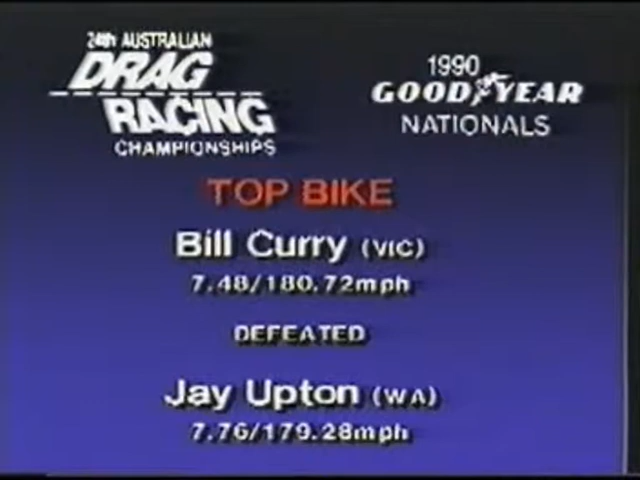 24th AUSTRALIAN
DRAG
RACING
CHAMPIONSHIPS
1990
GOODYEAR
NATIONALS
TOP BIKE
Bill Curry (VIC)
7.48/180.72mph
DEFEATED
Jay Upton (WA)
7.76/179.28mph